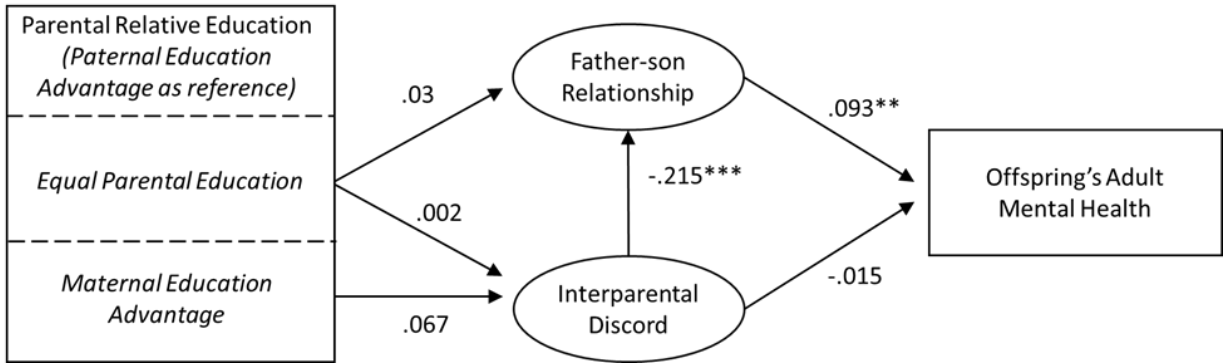 Parental Relative Education
(Paternal Education
Advantage as reference)
Equal Parental Education
Maternal Education
Advantage
.03
.002
.067
Father-son
Relationship
-.215***
Interparental
Discord
.093**
-.015
Offspring's Adult
Mental Health